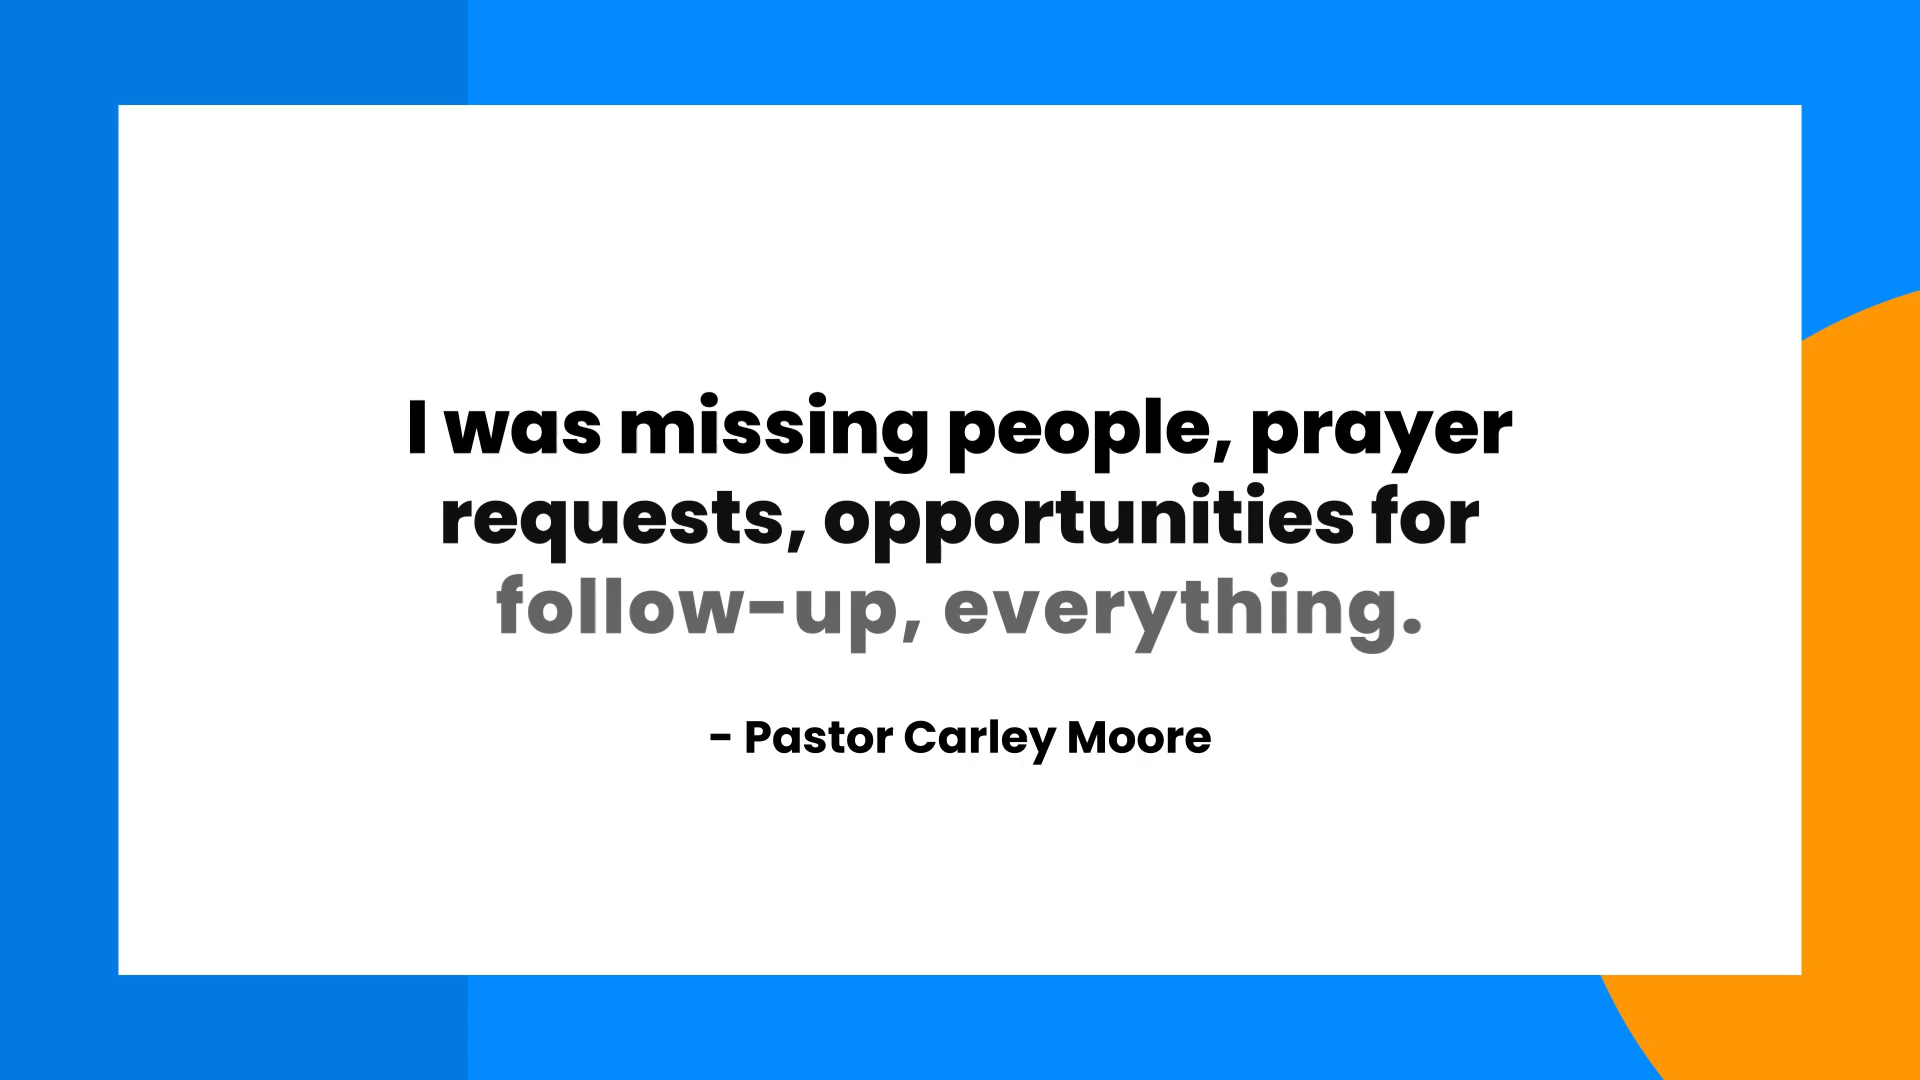 I was missing people, prayer
requests, opportunities for
follow-up, everything.
- Pastor Carley Moore